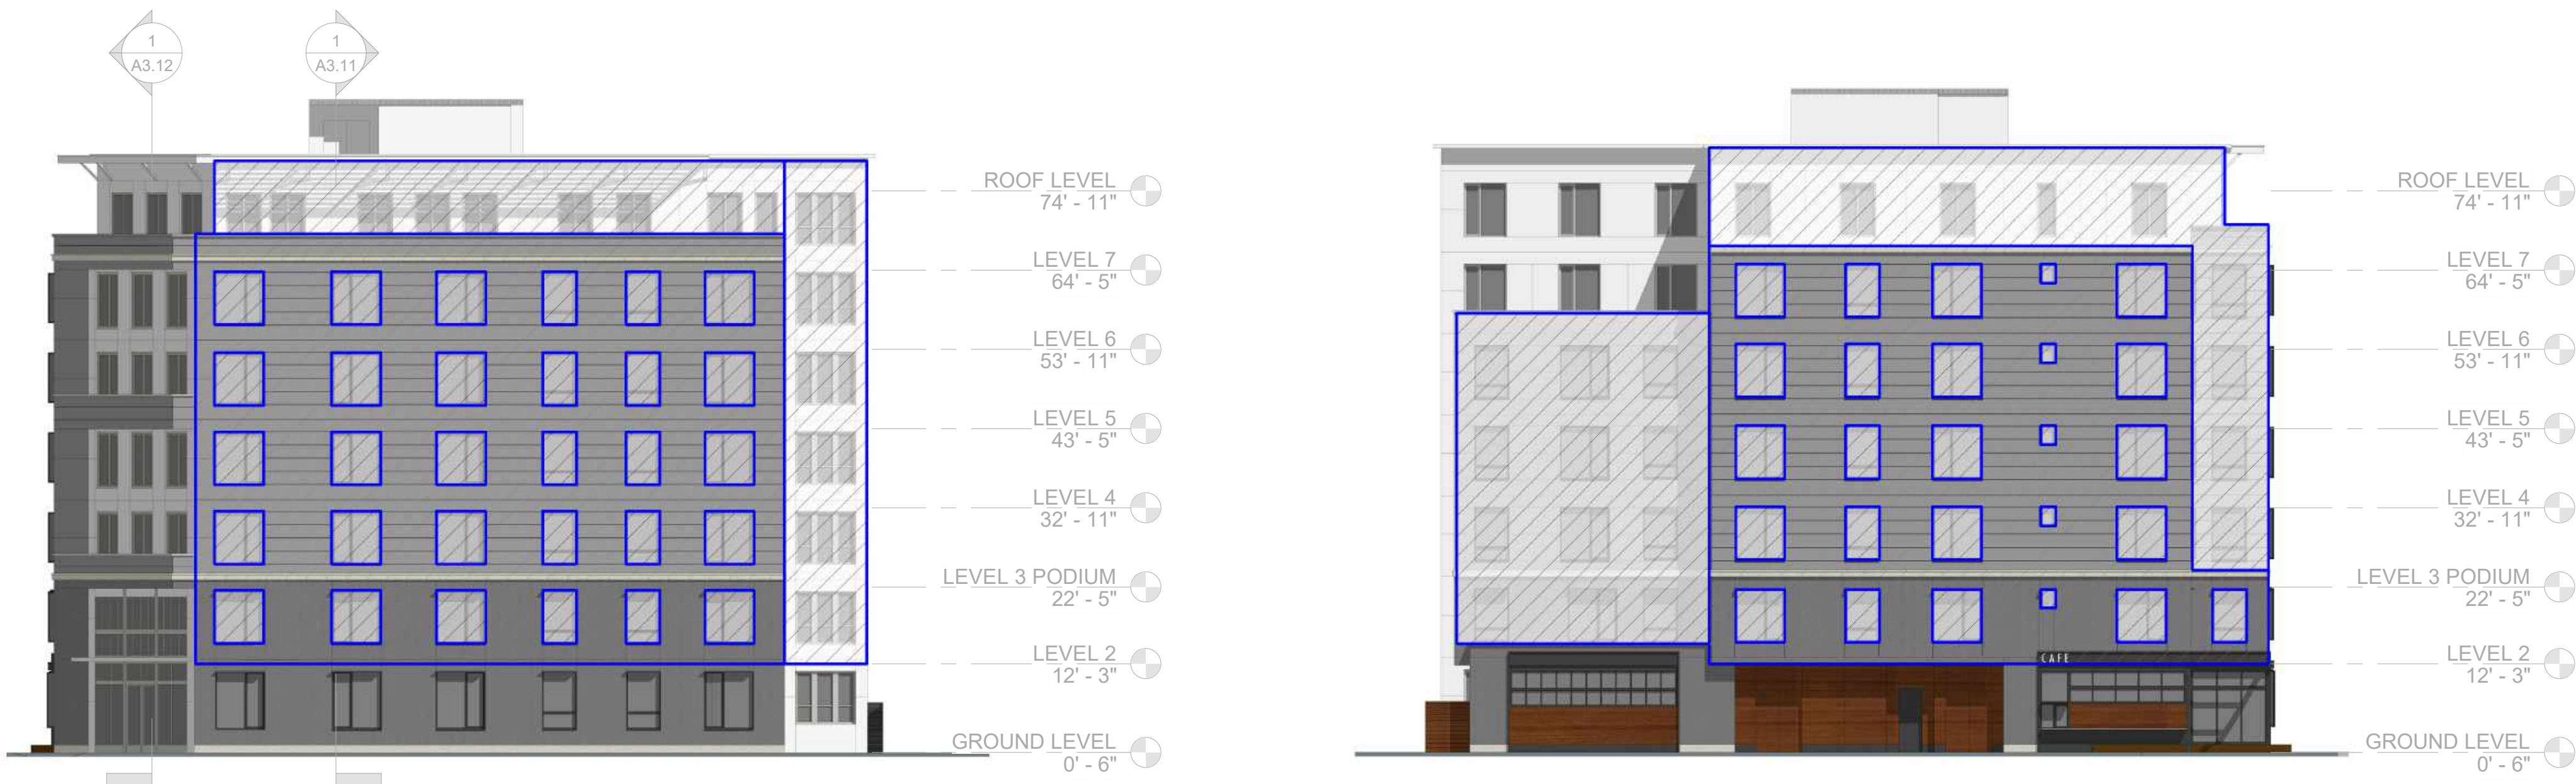 1
A3.12
1
A3.11
ROOF LEVEL
74' - 11"
LEVEL 7
64' - 5"
LEVEL 6
53' - 11"
LEVEL 5
43' - 5"
LEVEL 4
32' - 11"
LEVEL 3 PODIUM
22' - 5"
LEVEL 2
12' - 3"
GROUND LEVEL
0' - 6"
CAFE
ROOF LEVEL
74' - 11"
LEVEL 7
64' - 5"
LEVEL 6
53' - 11"
LEVEL 5
43' - 5"
LEVEL 4
32' - 11"
LEVEL 3 PODIUM
22' - 5"
LEVEL 2
12' - 3"
GROUND LEVEL
0' - 6"